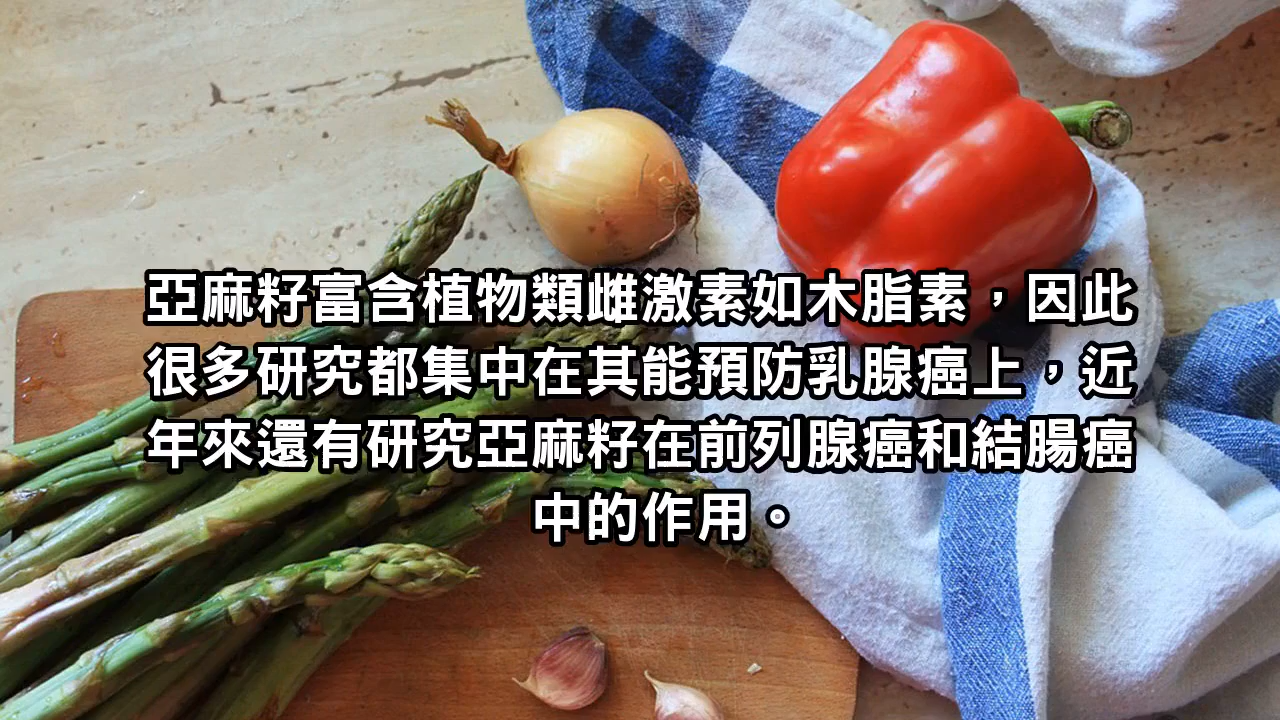 亞麻籽富含植物類雌激素如木脂素，因此
很多研究都集中在其能預防乳腺癌上，近
年來還有研究亞麻籽在前列腺癌和結腸癌
中的作用。